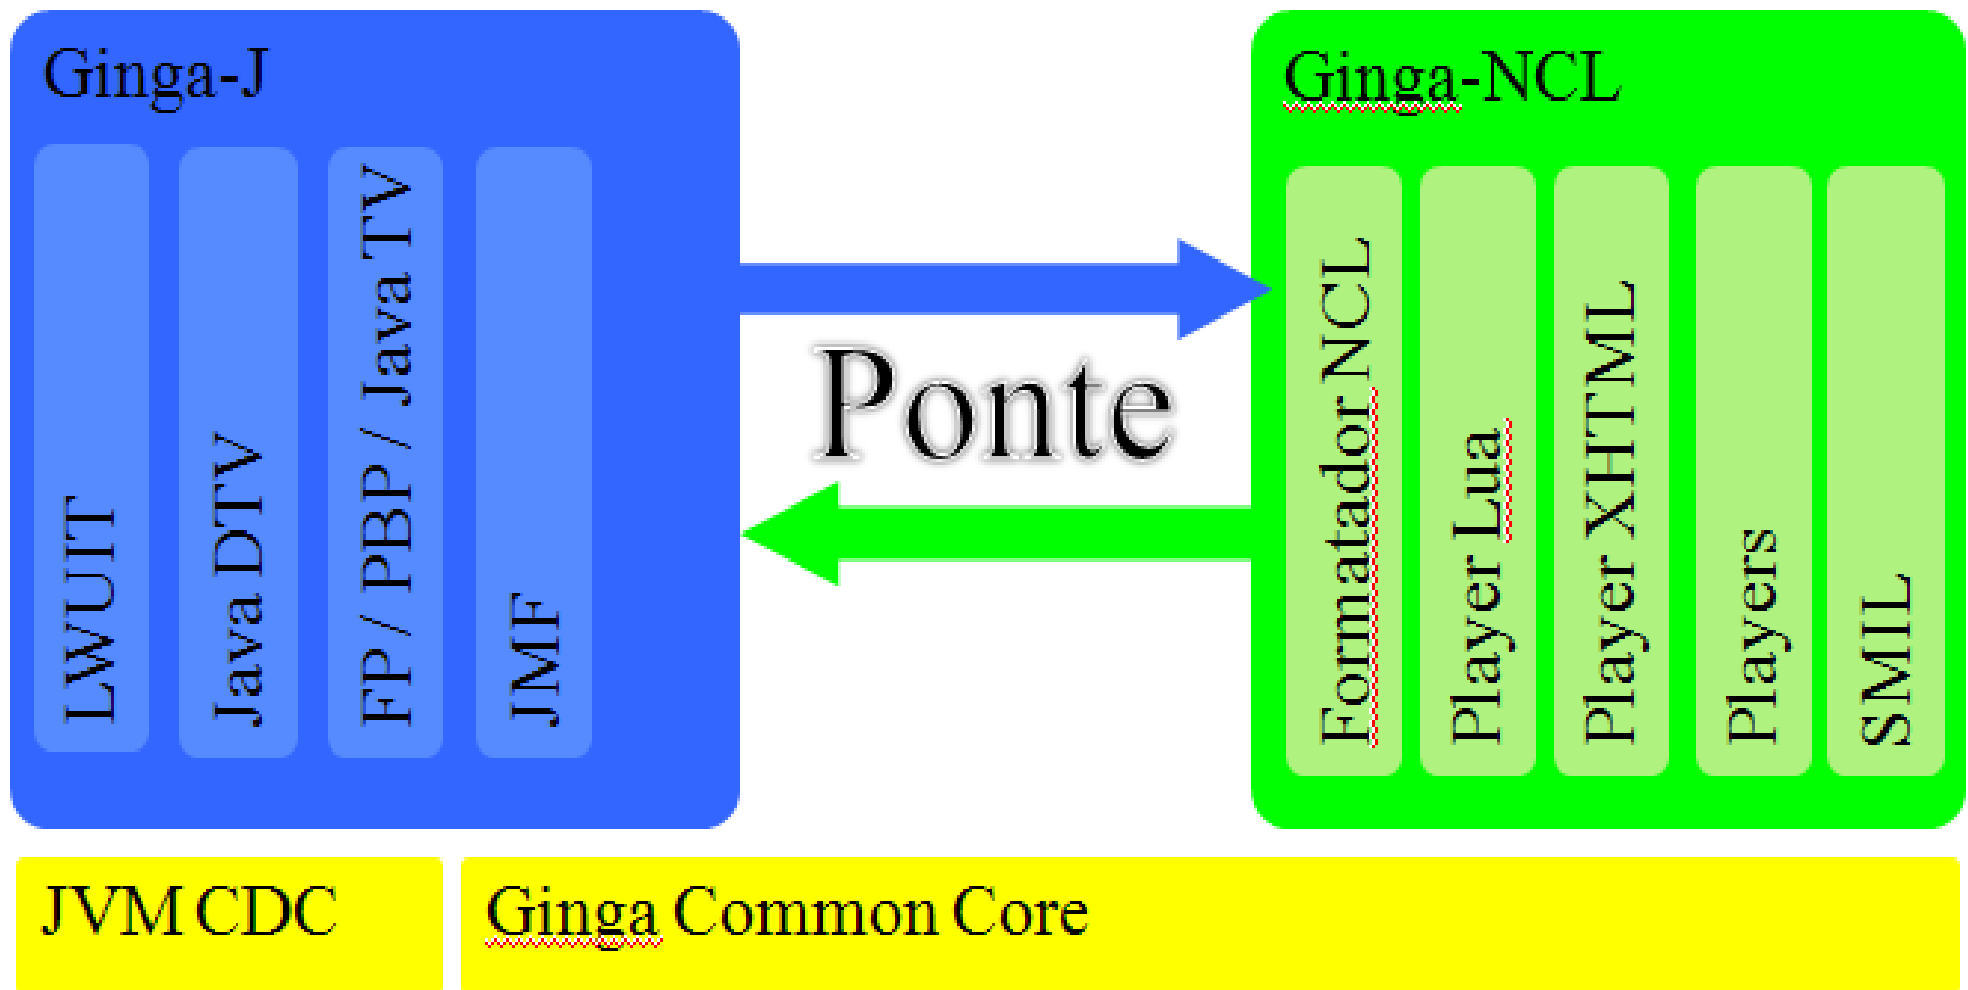 Ginga-J
LWUIT
Java DTV
FP / PBP / Java TV
JMF
Ponte
Ginga-NCL
Formatador NCL
Player Lua
Player XHTML
Players
SMIL
JVM CDC
Ginga Common Core